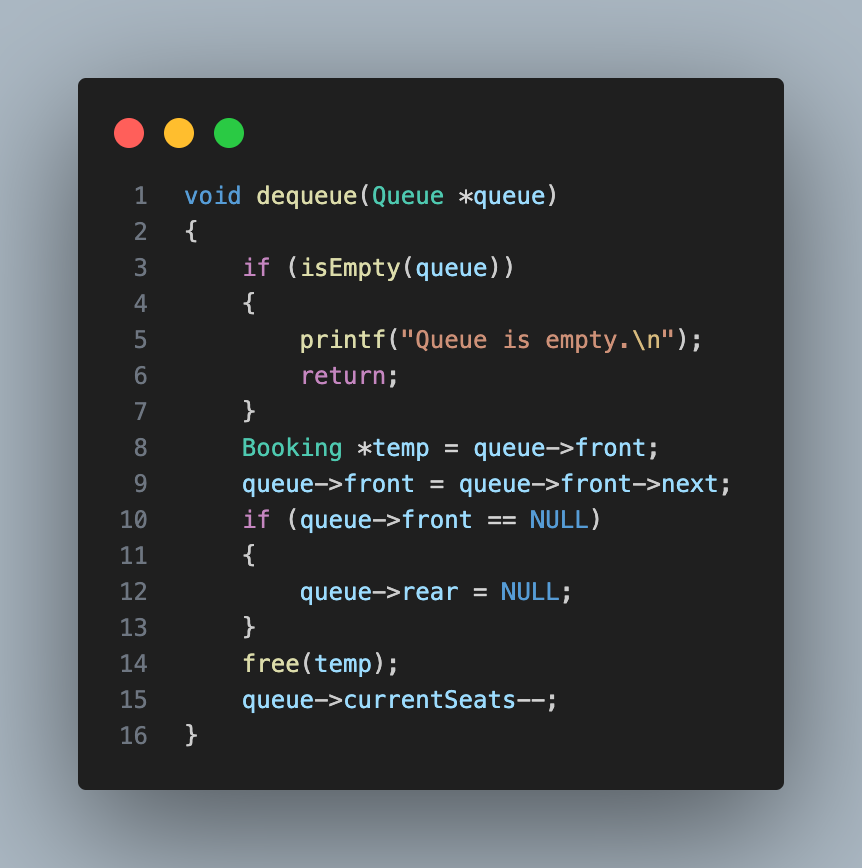 1 void dequeue(Queue *queue)
2 {
3     if (isEmpty(queue))
4     {
5         printf("Queue is empty.\n");
6         return;
7     }
8     Booking *temp = queue->front;
9     queue->front = queue->front->next;
10     if (queue->front == NULL)
11     {
12         queue->rear = NULL;
13     }
14     free(temp);
15     queue->currentSeats--;
16 }